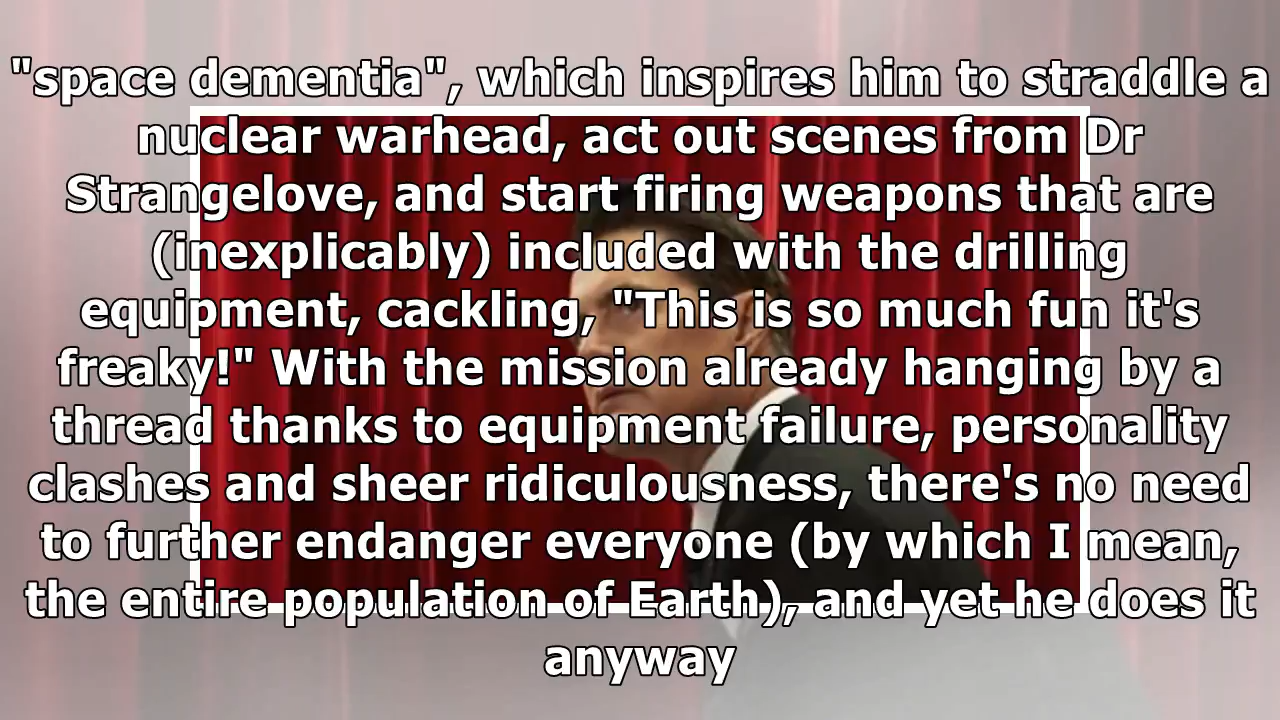 "space dementia", which inspires him to straddle a
nuclear warhead, act out scenes from Dr
Strangelove, and start firing weapons that are
(inexplicably) included with the drilling
equipment, cackling, "This is so much fun it's
freaky!" With the mission already hanging by a
thread thanks to equipment failure, personality
clashes and sheer ridiculousness, there's no need
to further endanger everyone (by which I mean,
the entire population of Earth), and yet he does it
anyway